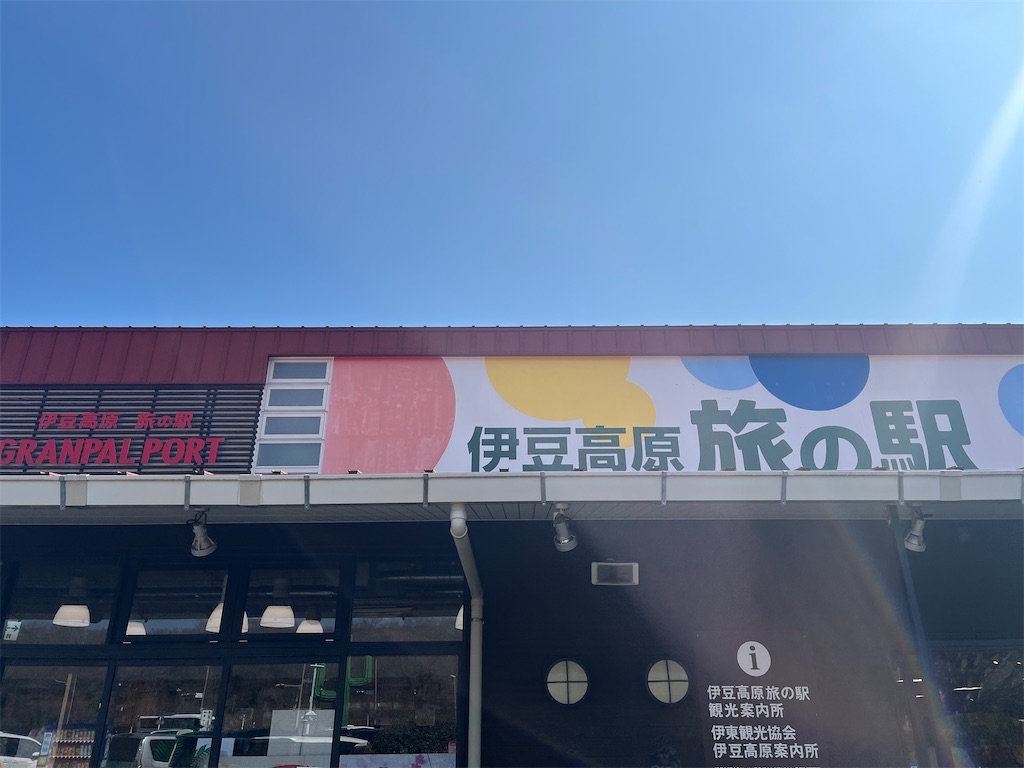 伊豆高原 旅の駅
GRANPAL PORT
伊豆高原 旅の駅
i
伊豆高原旅の駅
観光案内所
伊東観光協会
伊豆高原案内所